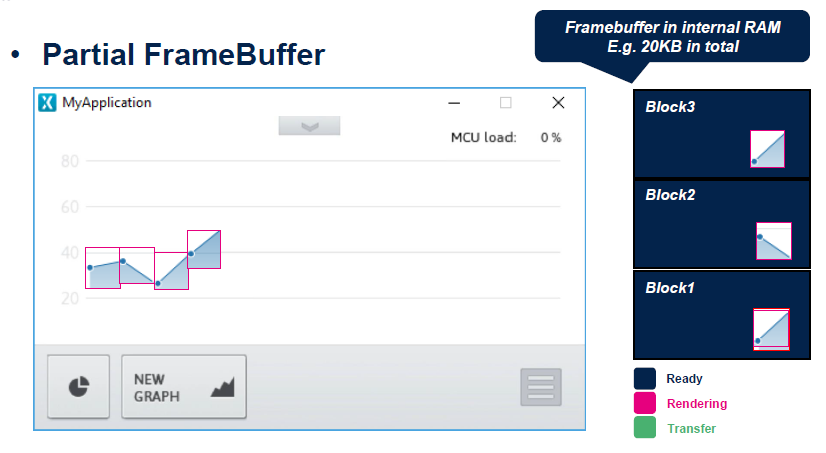 Framebuffer in internal RAM
E.g. 20KB in total
• Partial FrameBuffer
MyApplication
MCU load: 0 %
80
60
40
20
NEW
GRAPH
Block3
Block2
Block1
Ready
Rendering
Transfer